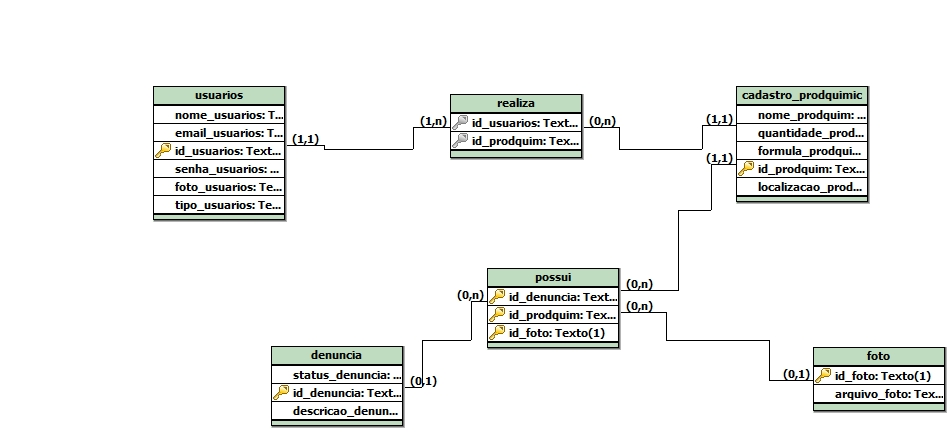 usuarios
nome_usuarios: T...
email_usuarios: T...
id_usuarios: Text...
senha_usuarios: ...
foto_usuarios: Te...
tipo_usuarios: Te...
(1,1)
(1,n)
realiza
id_usuarios: Text...
id_prodquim: Tex...
(0,n)
(1,1)
(1,1)
cadastro_prodquimic
nome_prodquim: ...
quantidade_prod...
formula_prodqui...
id_prodquim: Tex...
localizacao_prod...
possui
id_denuncia: Text...
id_prodquim: Tex...
id_foto: Texto(1)
(0,n)
(0,n)
(0,n)
denuncia
status_denuncia: ...
id_denuncia: Text...
descricao_denun...
(0,1)
(0,1)
foto
id_foto: Texto(1)
arquivo_foto: Tex...